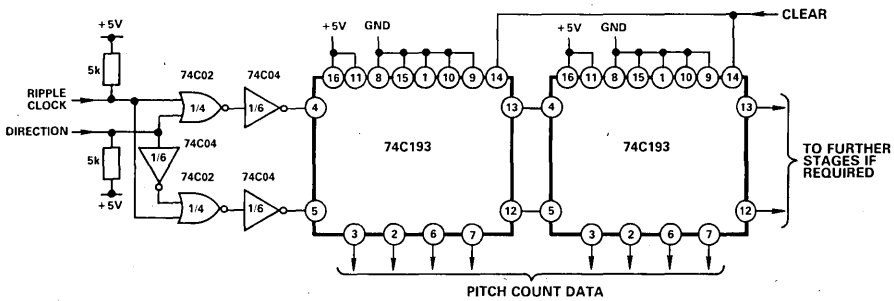 +5V
5k
RIPPLE
CLOCK
DIRECTION
5k
+5V
74C02
1/4
74C04
1/6
74C04
1/6
74C02
1/4
74C04
1/6
+5V
GND
16 11 8 15 1 10 9 14
4
5
74C193
13
12
3 2 6 7
+5V
GND
16 11 8 15 1 10 9 14
4
5
74C193
13
12
3 2 6 7
CLEAR
TO FURTHER
STAGES IF
REQUIRED
PITCH COUNT DATA